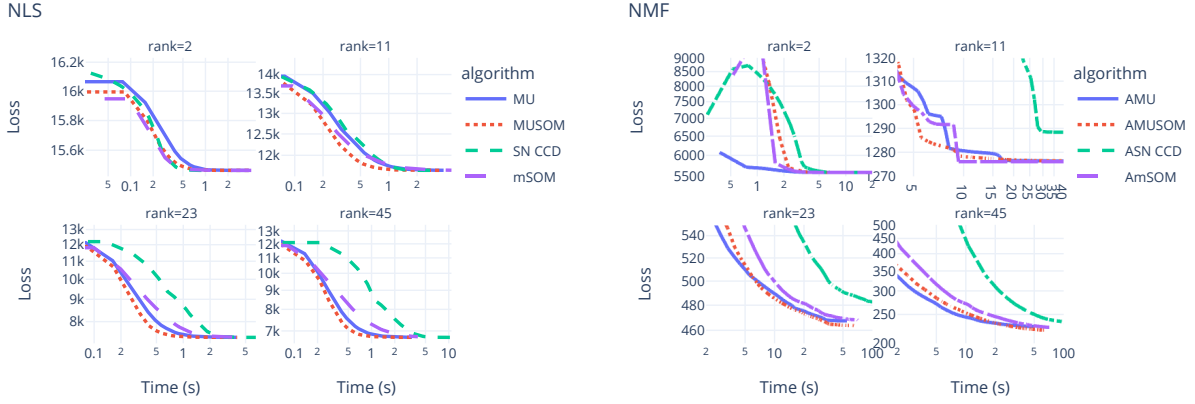 NLS
rank=2
rank=11
Loss
16.2k
16k
15.8k
15.6k
14k
13.5k
13k
12.5k
12k
5
0.1
2
5
1
2
5
0.1
2
5
1
2
rank=23
rank=45
Loss
13k
12k
11k
10k
9k
8k
13k
12k
11k
10k
9k
8k
7k
0.1
2
5
1
2
5
0.1
2
5
1
2
5
10
Time (s)
Time (s)
algorithm
MU
MUSOM
SN CCD
mSOM
NMF
rank=2
rank=11
Loss
9000
8500
8000
7500
7000
6500
6000
5500
1320
1310
1300
1290
1280
1270
5
1
2
5
10
2
5
10
15
20
25
30
35
40
rank=23
rank=45
Loss
540
520
500
480
460
500
450
400
350
300
250
200
2
5
10
2
5
100
2
5
10
2
5
100
Time (s)
Time (s)
algorithm
AMU
AMUSOM
ASN CCD
AmSOM